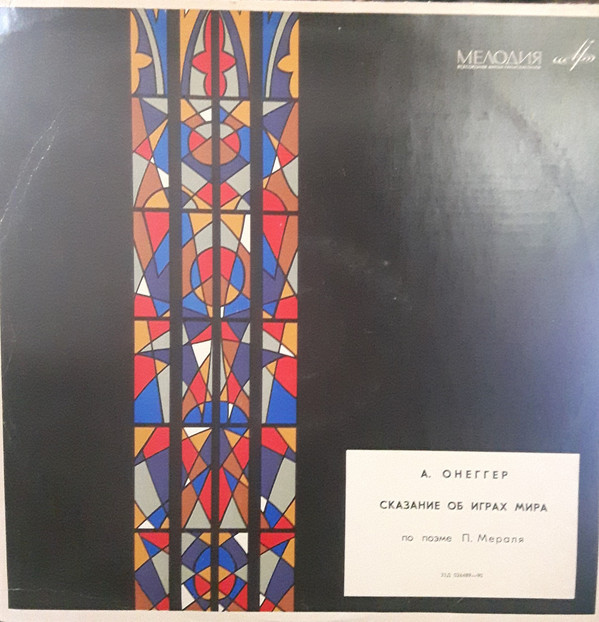 МЕЛОДИЯ
А. ОНЕГГЕР
СКАЗАНИЕ ОБ ИГРАХ МИРА
по поэме П. Мераля